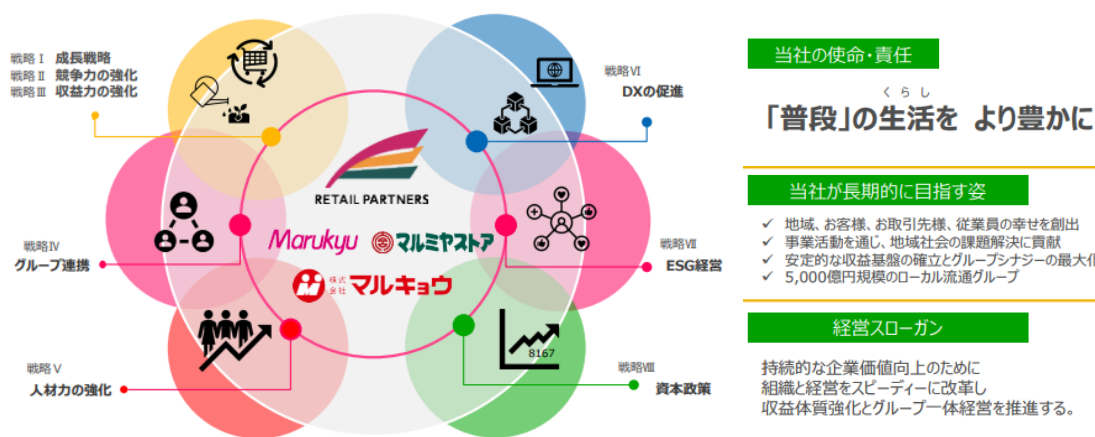 戦略Ⅰ 成長戦略
戦略Ⅱ 競争力の強化
戦略Ⅲ 収益力の強化
戦略Ⅳ
グループ連携
戦略Ⅴ
人材力の強化
RETAIL PARTNERS
Marukyu マルミヤストア
株式会社 マルキョウ
戦略Ⅵ
DXの促進
戦略Ⅶ
ESG経営
8167
戦略Ⅷ
資本政策
当社の使命・責任
くらし
「普段」の生活を より豊かに
当社が長期的に目指す姿
✓ 地域、お客様、お取引先様、従業員の幸せを創出
✓ 事業活動を通じ、地域社会の課題解決に貢献
✓ 安定的な収益基盤の確立とグループシナジーの最大化
✓ 5,000億円規模のローカル流通グループ
経営スローガン
持続的な企業価値向上のために
組織と経営をスピーディーに改革し
収益体質強化とグループ一体経営を推進する。